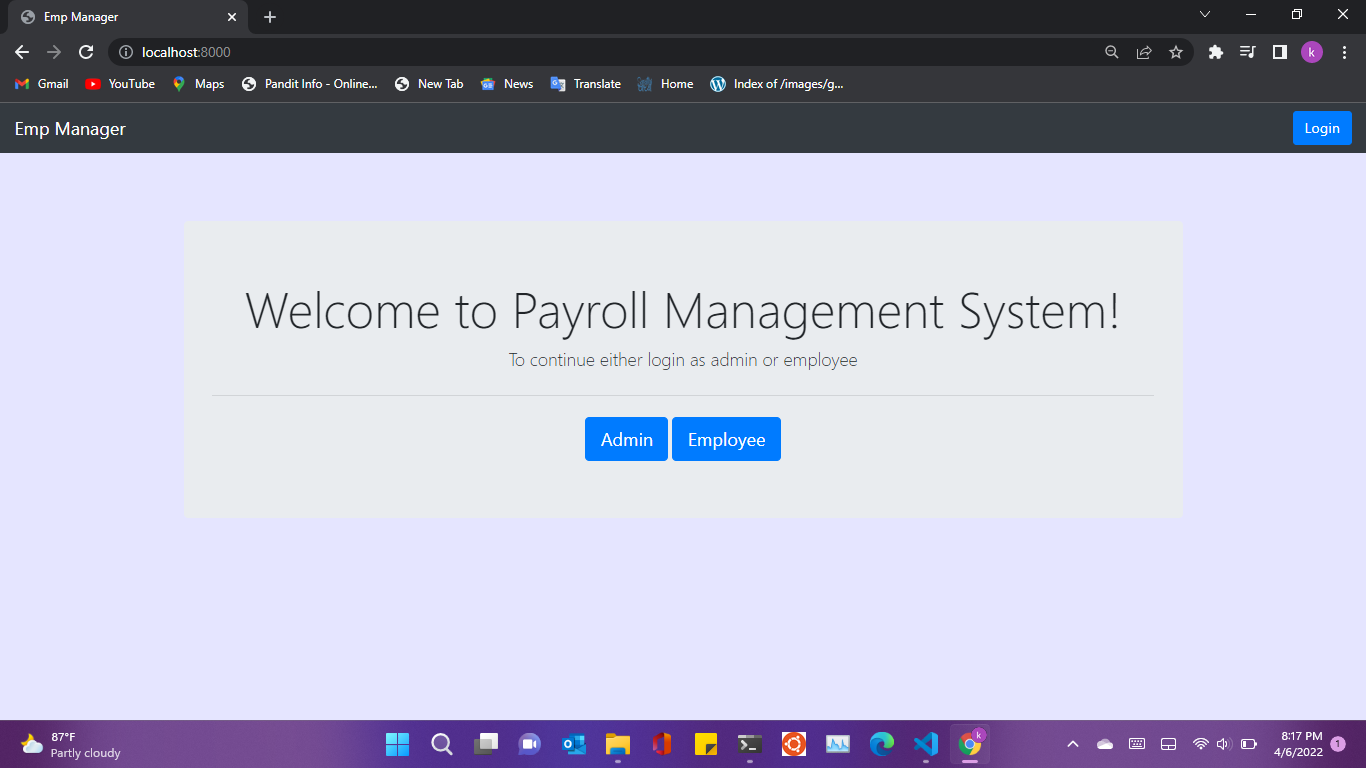 Emp Manager
localhost:8000
k
Gmail YouTube Maps Pandit Info - Online... New Tab News Translate Home Index of /images/g...
Emp Manager Login
Welcome to Payroll Management System!
To continue either login as admin or employee
Admin Employee
87°F
Partly cloudy
k
8:17 PM
4/6/2022
1